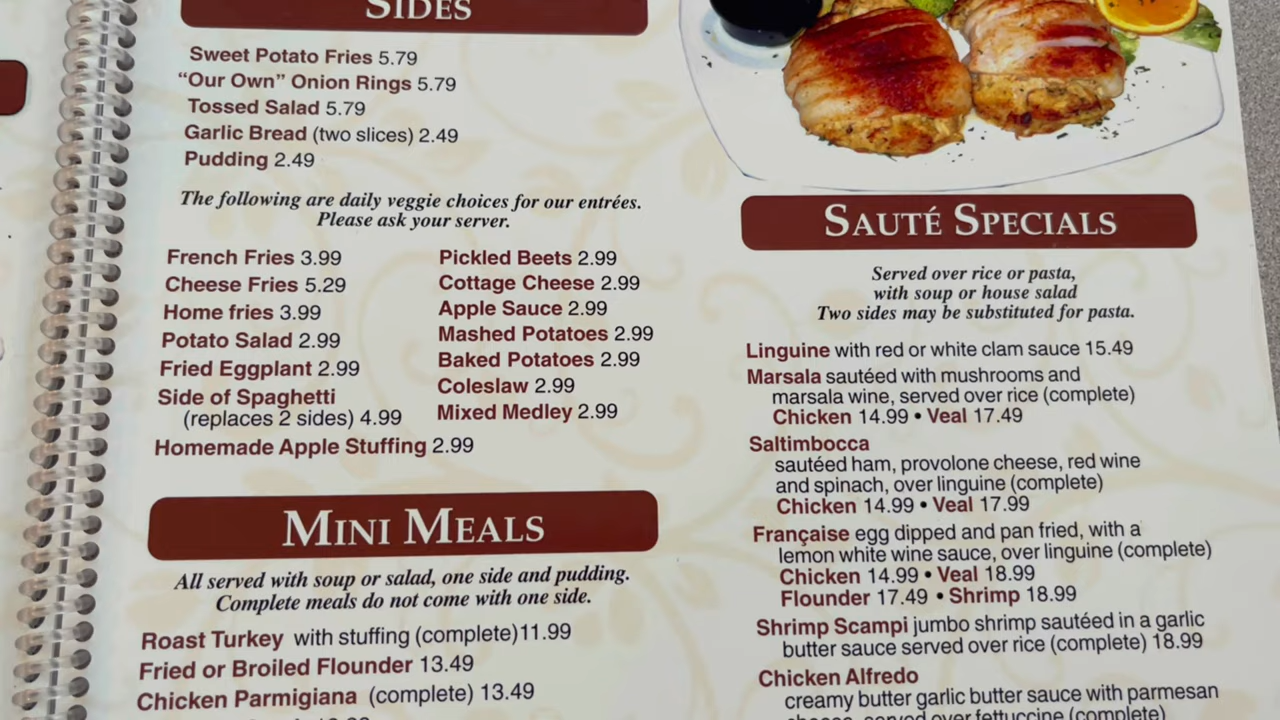 SIDES
Sweet Potato Fries 5.79
“Our Own” Onion Rings 5.79
Tossed Salad 5.79
Garlic Bread (two slices) 2.49
Pudding 2.49
The following are daily veggie choices for our entrées.
Please ask your server.
French Fries 3.99
Cheese Fries 5.29
Home fries 3.99
Potato Salad 2.99
Fried Eggplant 2.99
Side of Spaghetti
(replaces 2 sides) 4.99
Homemade Apple Stuffing 2.99
Pickled Beets 2.99
Cottage Cheese 2.99
Apple Sauce 2.99
Mashed Potatoes 2.99
Baked Potatoes 2.99
Coleslaw 2.99
Mixed Medley 2.99
MINI MEALS
All served with soup or salad, one side and pudding.
Complete meals do not come with one side.
Roast Turkey with stuffing (complete)11.99
Fried or Broiled Flounder 13.49
Chicken Parmigiana (complete) 13.49
SAUTÉ SPECIALS
Served over rice or pasta,
with soup or house salad
Two sides may be substituted for pasta.
Linguine with red or white clam sauce 15.49
Marsala sautéed with mushrooms and
marsala wine, served over rice (complete)
Chicken 14.99 • Veal 17.49
Saltimbocca
sautéed ham, provolone cheese, red wine
and spinach, over linguine (complete)
Chicken 14.99 • Veal 17.99
Française egg dipped and pan fried, with a
lemon white wine sauce, over linguine (complete)
Chicken 14.99 • Veal 18.99
Flounder 17.49 • Shrimp 18.99
Shrimp Scampi jumbo shrimp sautéed in a garlic
butter sauce served over rice (complete) 18.99
Chicken Alfredo
creamy butter garlic butter sauce with parmesan
cheese, served over fettuccine (complete)